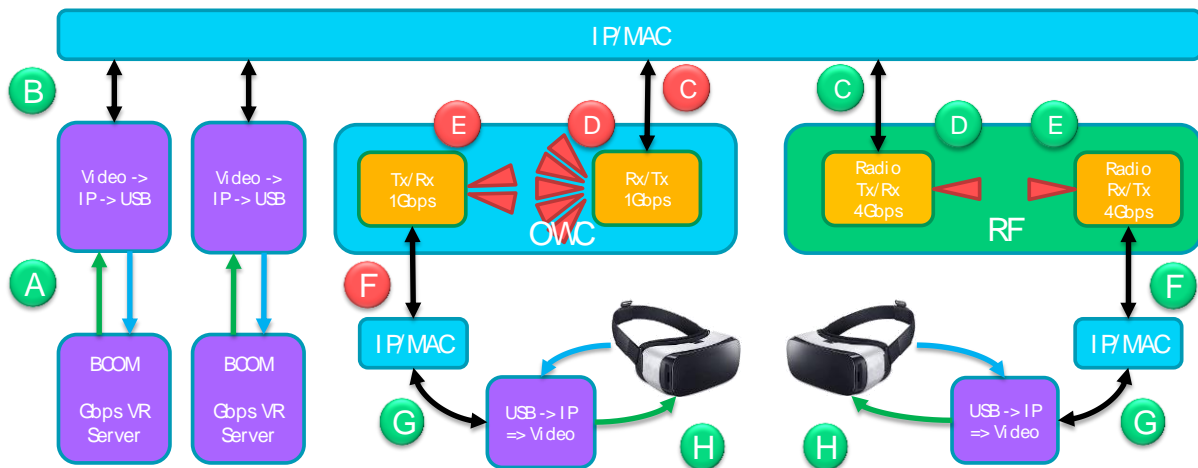 IP/MAC
B
C
C
E
D
D
E
Video ->
IP -> USB
Video ->
IP -> USB
Tx/Rx
1Gbps
Rx/Tx
1Gbps
Radio
Tx/Rx
4Gbps
Radio
Rx/Tx
4Gbps
OWC
RF
A
F
F
BOOM
Gbps VR
Server
BOOM
Gbps VR
Server
IP/MAC
IP/MAC
G
USB -> IP
=> Video
H
H
USB -> IP
=> Video
G